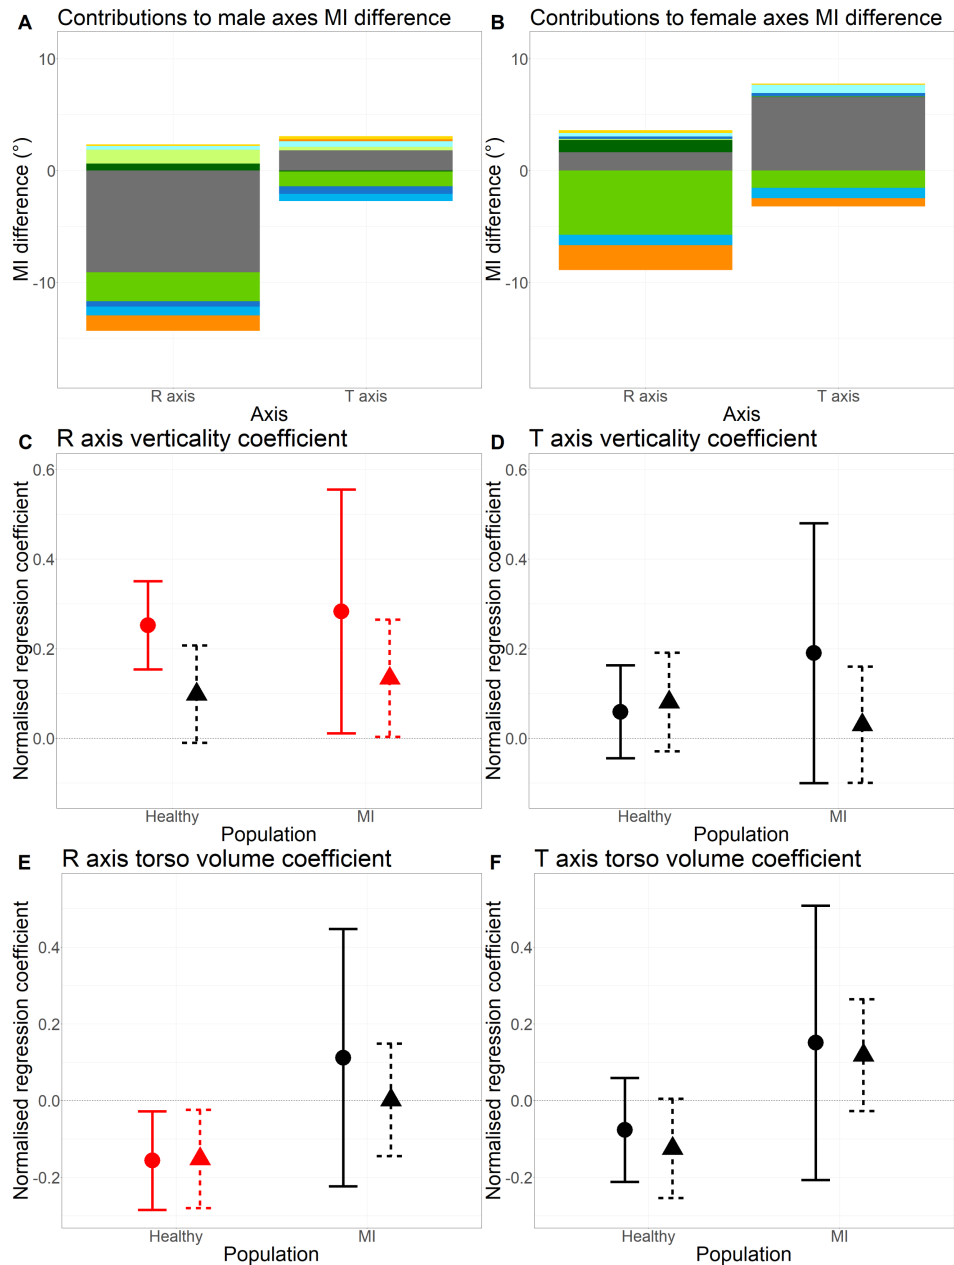 A Contributions to male axes MI difference
MI difference (°)
10
0
-10
R axis T axis
Axis
B Contributions to female axes MI difference
MI difference (°)
10
0
-10
R axis T axis
Axis
C R axis verticality coefficient
Normalised regression coefficient
0.6
0.4
0.2
0.0
Healthy MI
Population
D T axis verticality coefficient
Normalised regression coefficient
0.6
0.4
0.2
0.0
Healthy MI
Population
E R axis torso volume coefficient
Normalised regression coefficient
0.4
0.2
0.0
-0.2
Healthy MI
Population
F T axis torso volume coefficient
Normalised regression coefficient
0.4
0.2
0.0
-0.2
Healthy MI
Population